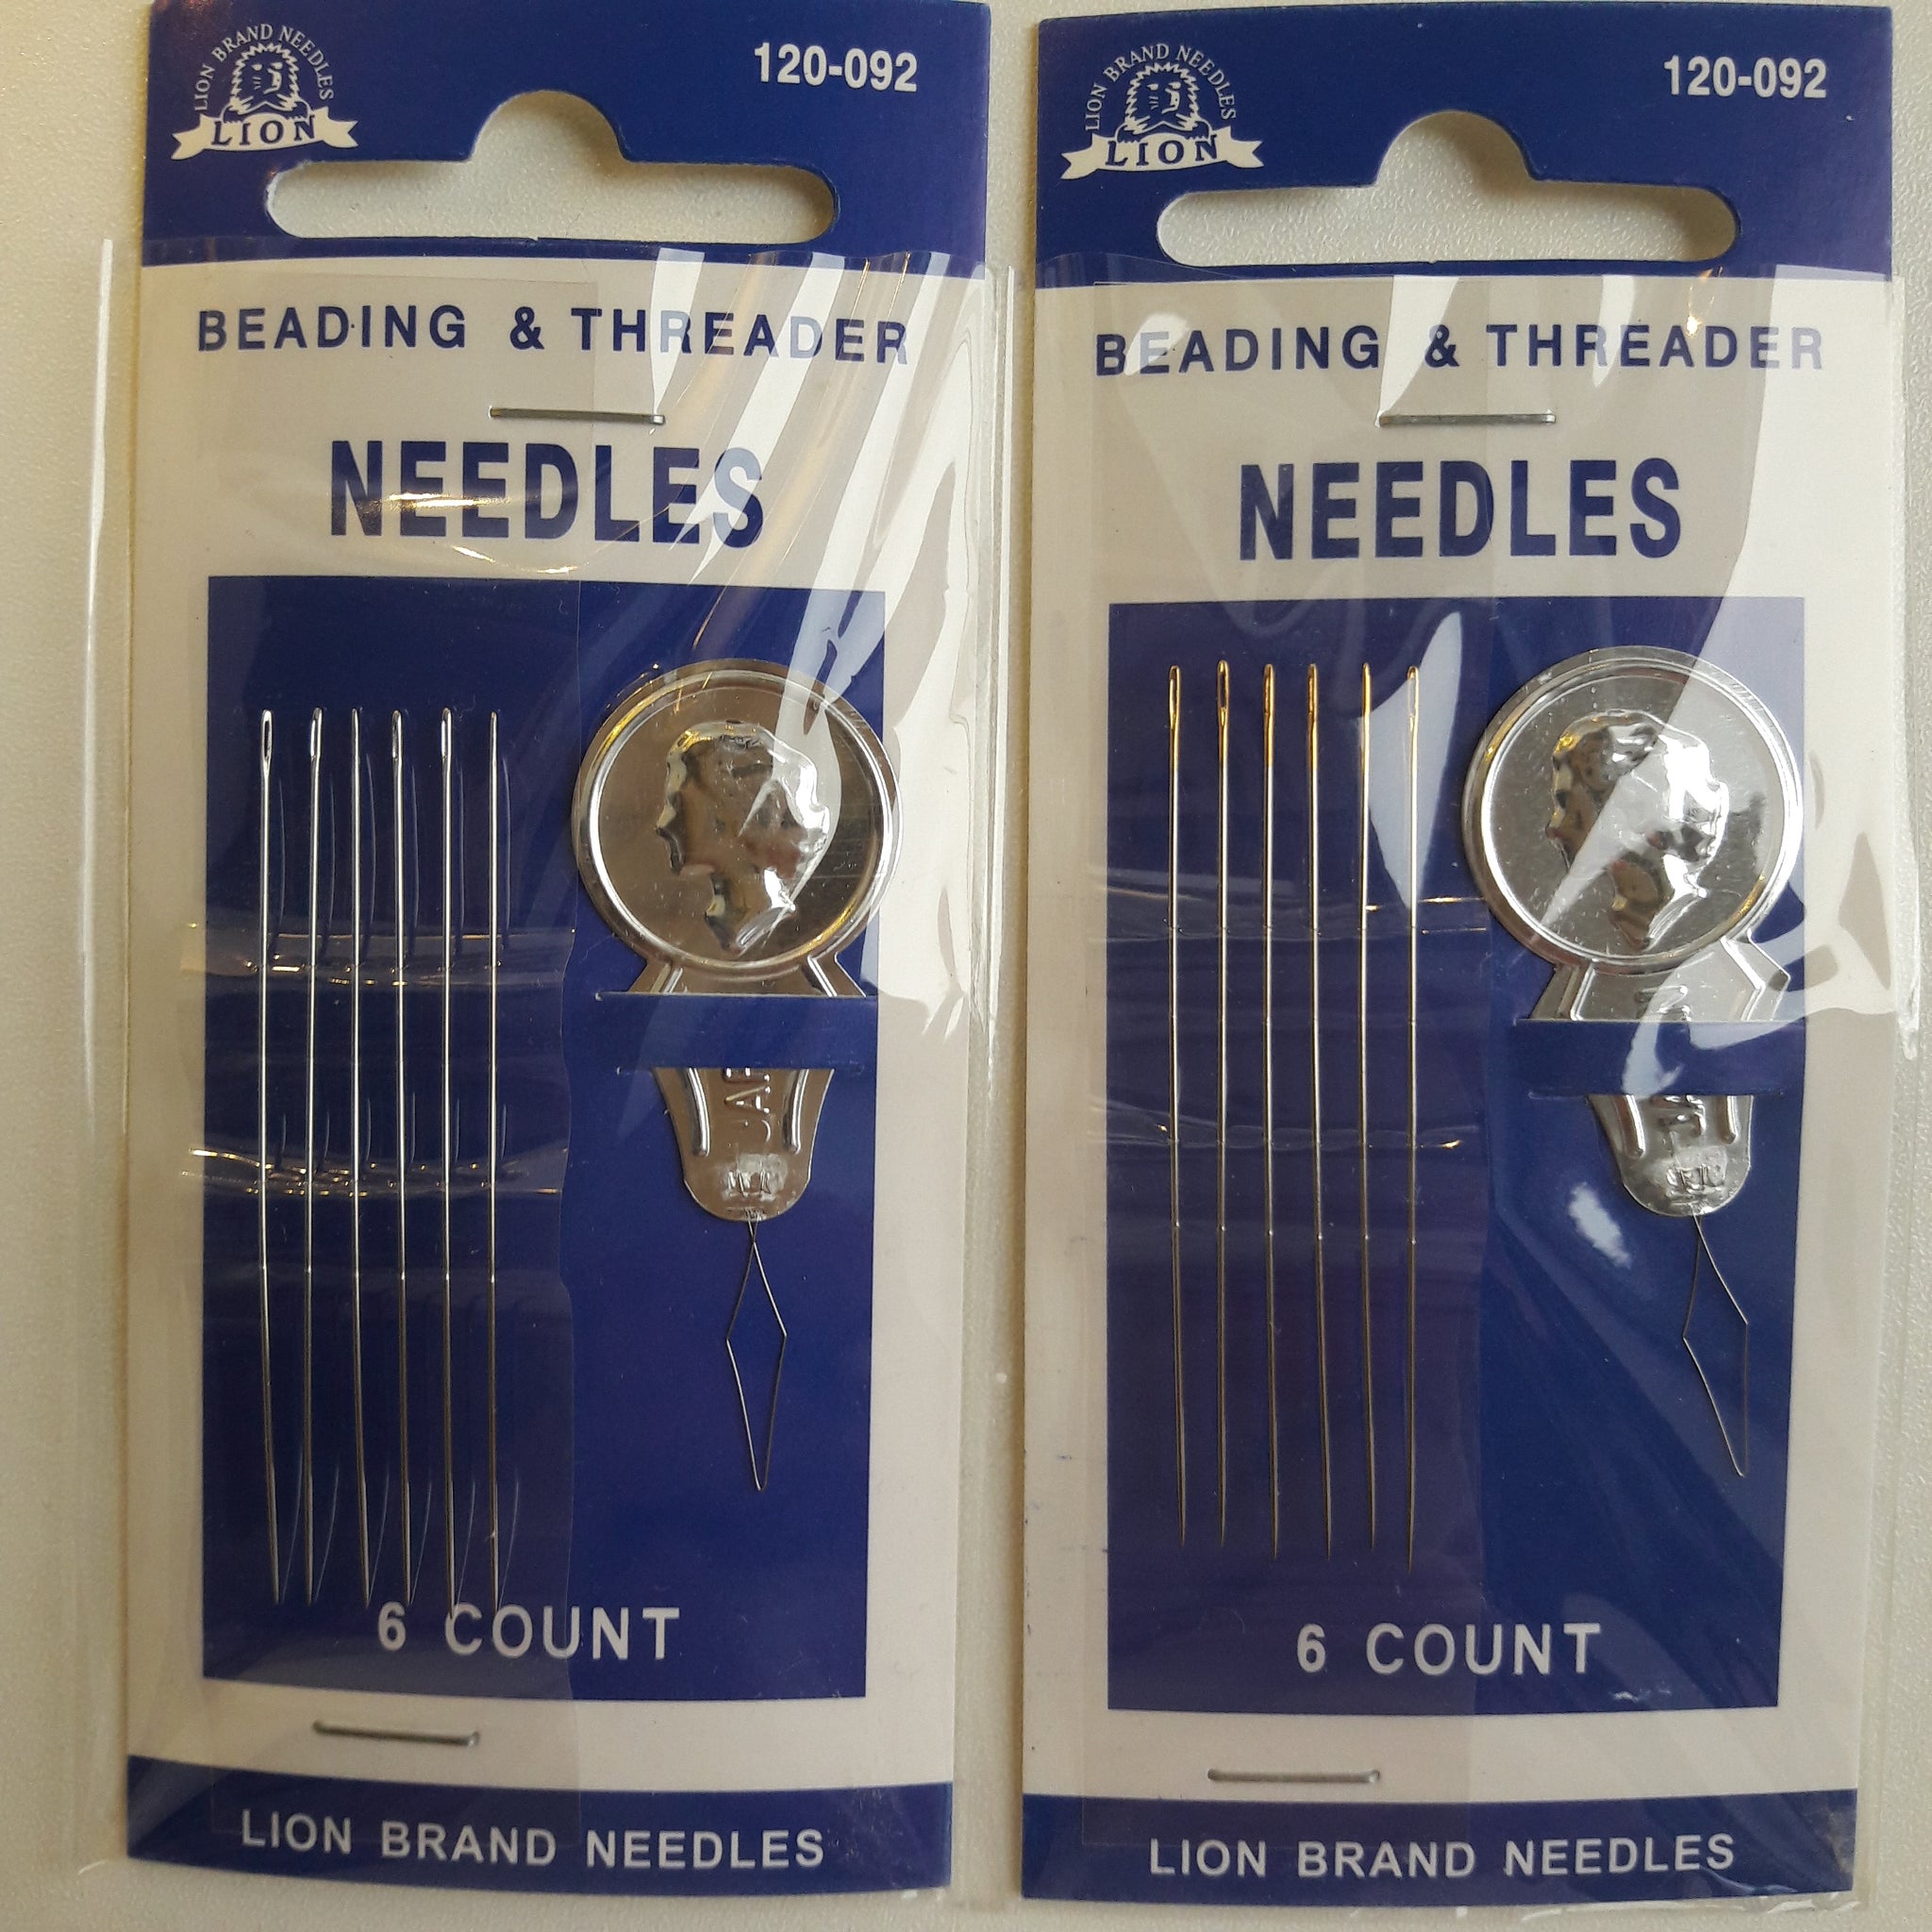 LION BRAND NEEDLES
LION
120-092
BEADING & THREADER
NEEDLES
6 COUNT
LION BRAND NEEDLES
LION BRAND NEEDLES
LION
120-092
BEADING & THREADER
NEEDLES
6 COUNT
LION BRAND NEEDLES